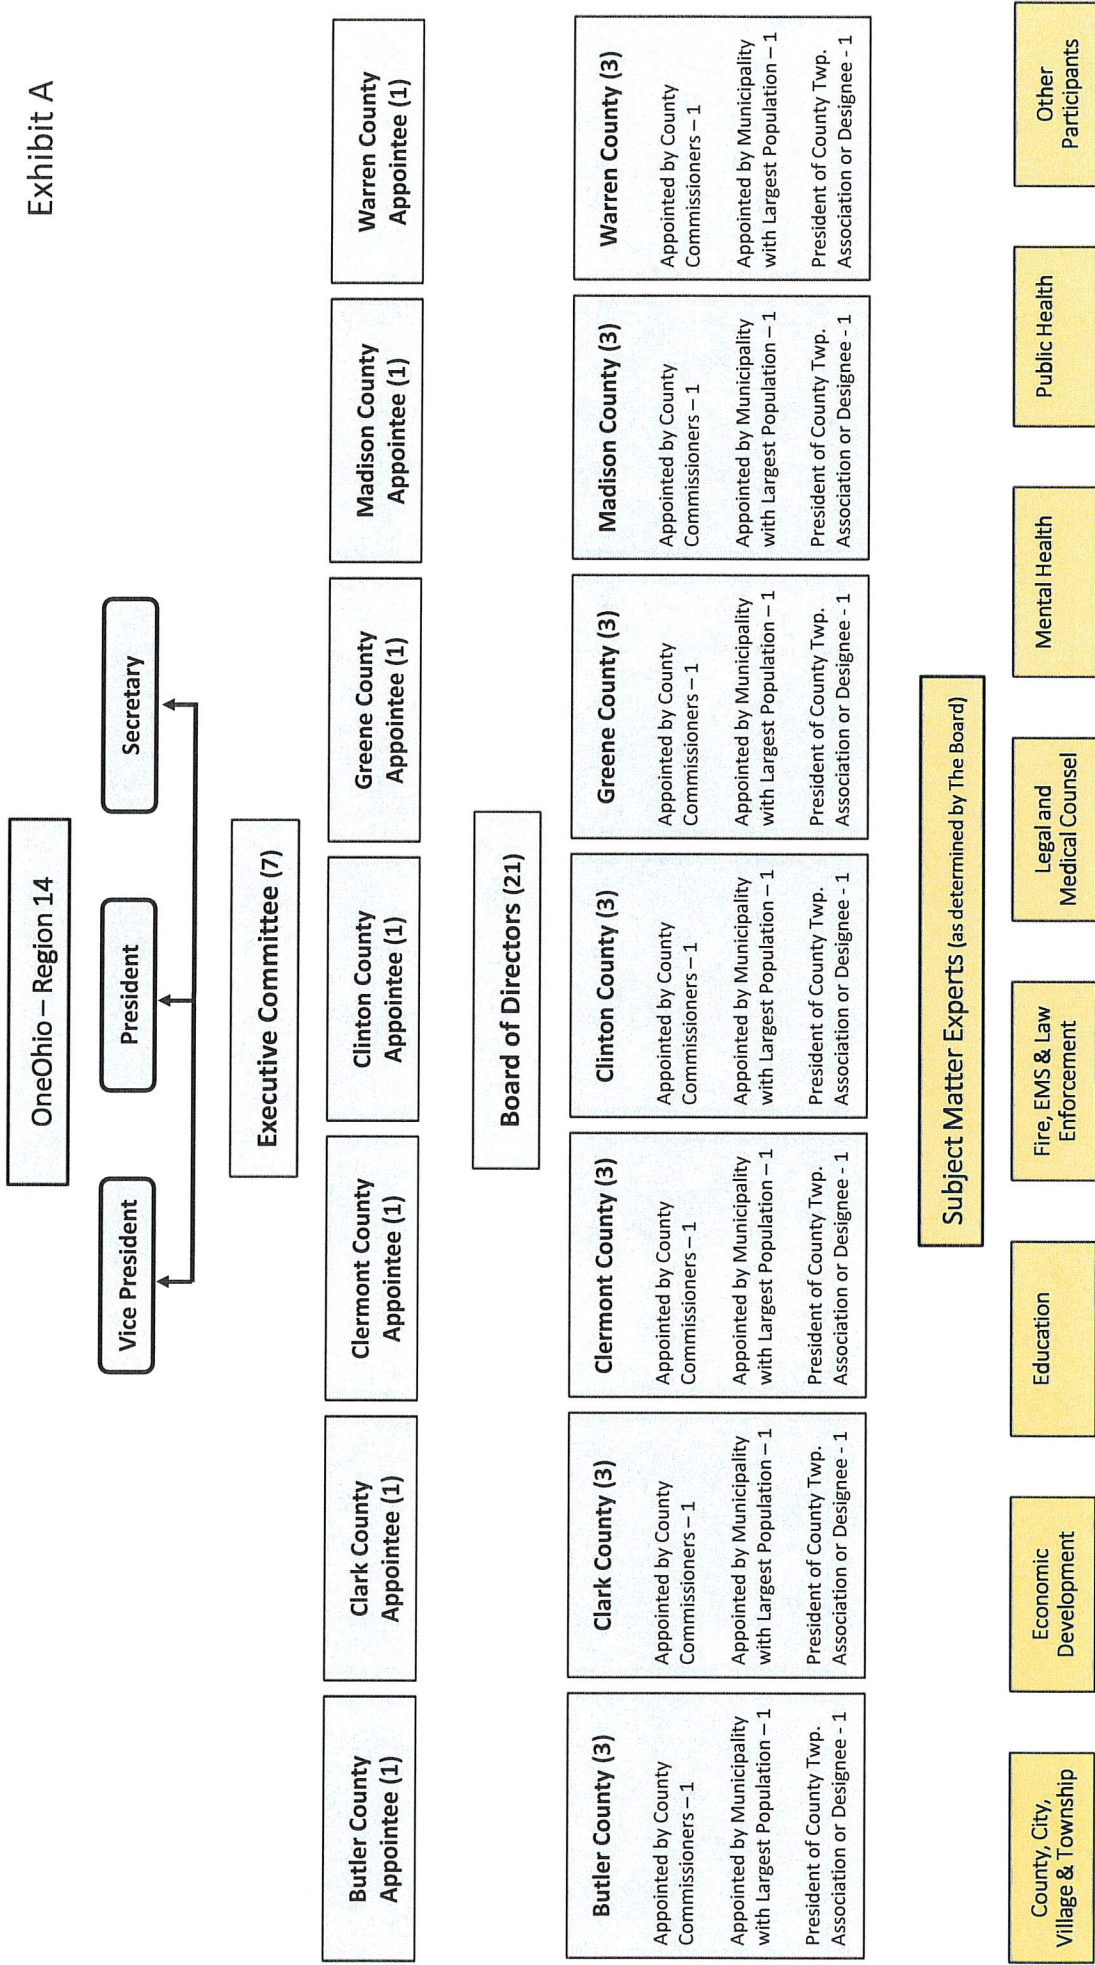 Exhibit A
OneOhio – Region 14
Vice President
President
Secretary
Executive Committee (7)
Butler County
Appointee (1)
Clark County
Appointee (1)
Clermont County
Appointee (1)
Clinton County
Appointee (1)
Greene County
Appointee (1)
Madison County
Appointee (1)
Warren County
Appointee (1)
Board of Directors (21)
Butler County (3)
Appointed by County
Commissioners – 1
Appointed by Municipality
with Largest Population – 1
President of County Twp.
Association or Designee - 1
Clark County (3)
Appointed by County
Commissioners – 1
Appointed by Municipality
with Largest Population – 1
President of County Twp.
Association or Designee - 1
Clermont County (3)
Appointed by County
Commissioners – 1
Appointed by Municipality
with Largest Population – 1
President of County Twp.
Association or Designee - 1
Clinton County (3)
Appointed by County
Commissioners – 1
Appointed by Municipality
with Largest Population – 1
President of County Twp.
Association or Designee - 1
Greene County (3)
Appointed by County
Commissioners – 1
Appointed by Municipality
with Largest Population – 1
President of County Twp.
Association or Designee - 1
Madison County (3)
Appointed by County
Commissioners – 1
Appointed by Municipality
with Largest Population – 1
President of County Twp.
Association or Designee - 1
Warren County (3)
Appointed by County
Commissioners – 1
Appointed by Municipality
with Largest Population – 1
President of County Twp.
Association or Designee - 1
Subject Matter Experts (as determined by The Board)
County, City,
Village & Township
Economic
Development
Education
Fire, EMS & Law
Enforcement
Legal and
Medical Counsel
Mental Health
Public Health
Other
Participants